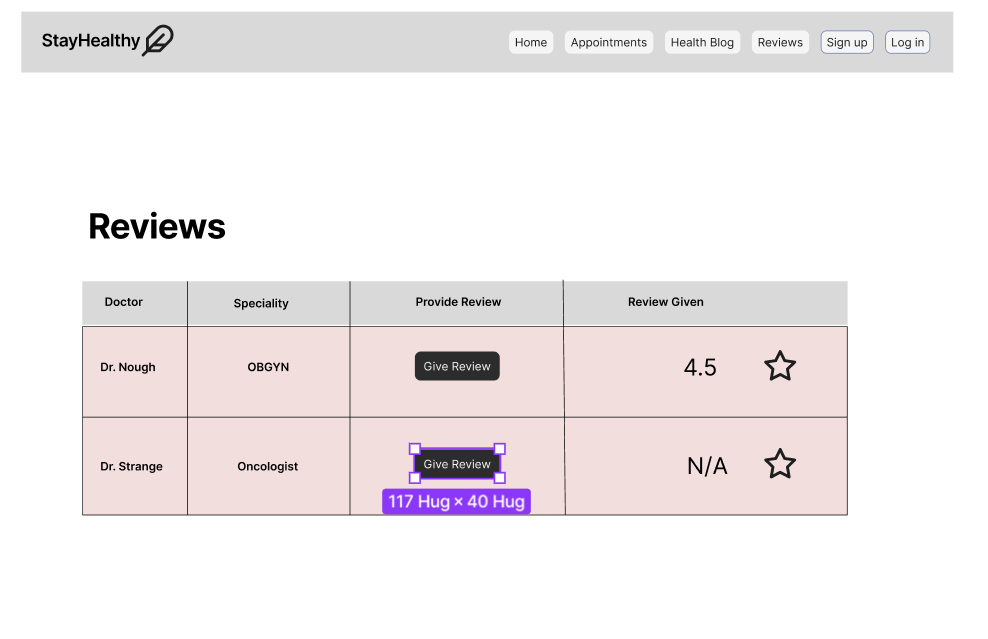 StayHealthy
Home Appointments Health Blog Reviews Sign up Log in
Reviews
Doctor Speciality Provide Review Review Given
Dr. Nough OBGYN Give Review 4.5
Dr. Strange Oncologist Give Review N/A
117 Hug × 40 Hug